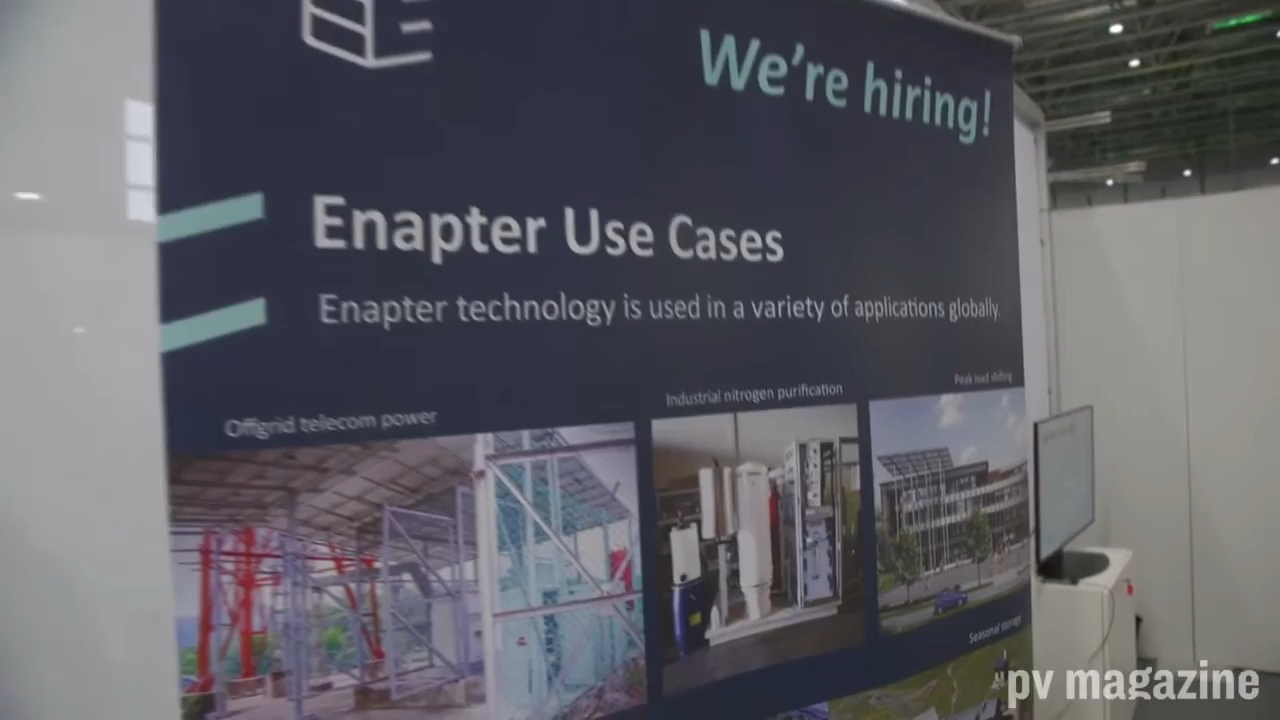 We're hiring!
Enapter Use Cases
Enapter technology is used in a variety of applications globally.
Offgrid telecom power
Industrial nitrogen purification
Peak load shifting
Seasonal storage
pv magazine